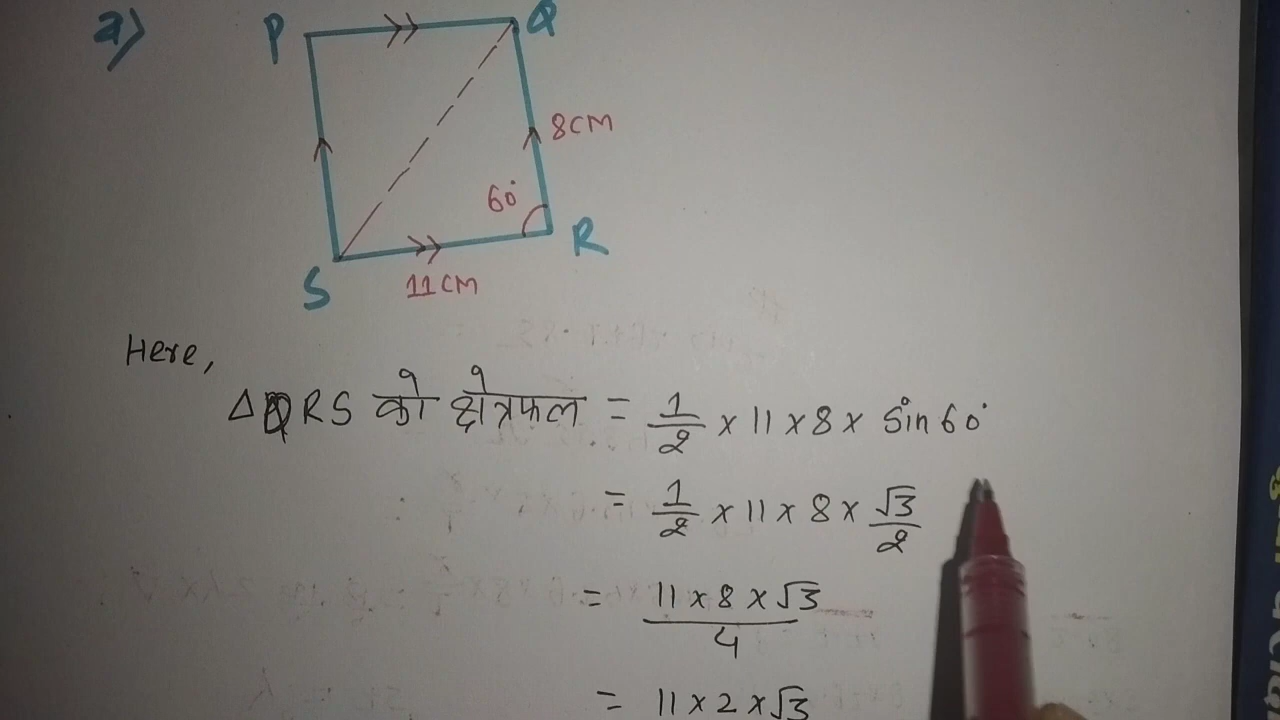 a)
P
Q
8CM
60°
R
S
11CM
Here,
ΔQRS को क्षेत्रफल = 1/2 × 11 × 8 × sin 60°
= 1/2 × 11 × 8 × √3/2
= 11 × 8 × √3 / 4
= 11 × 2 × √3